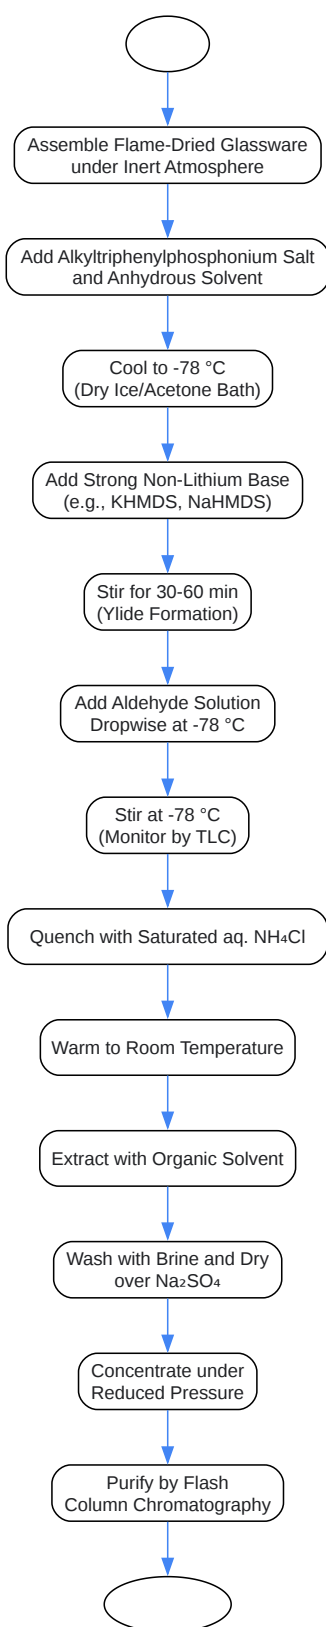 Assemble Flame-Dried Glassware
under Inert Atmosphere
Add Alkyltriphenylphosphonium Salt
and Anhydrous Solvent
Cool to -78 °C
(Dry Ice/Acetone Bath)
Add Strong Non-Lithium Base
(e.g., KHMDS, NaHMDS)
Stir for 30-60 min
(Ylide Formation)
Add Aldehyde Solution
Dropwise at -78 °C
Stir at -78 °C
(Monitor by TLC)
Quench with Saturated aq. NH₄Cl
Warm to Room Temperature
Extract with Organic Solvent
Wash with Brine and Dry
over Na₂SO₄
Concentrate under
Reduced Pressure
Purify by Flash
Column Chromatography